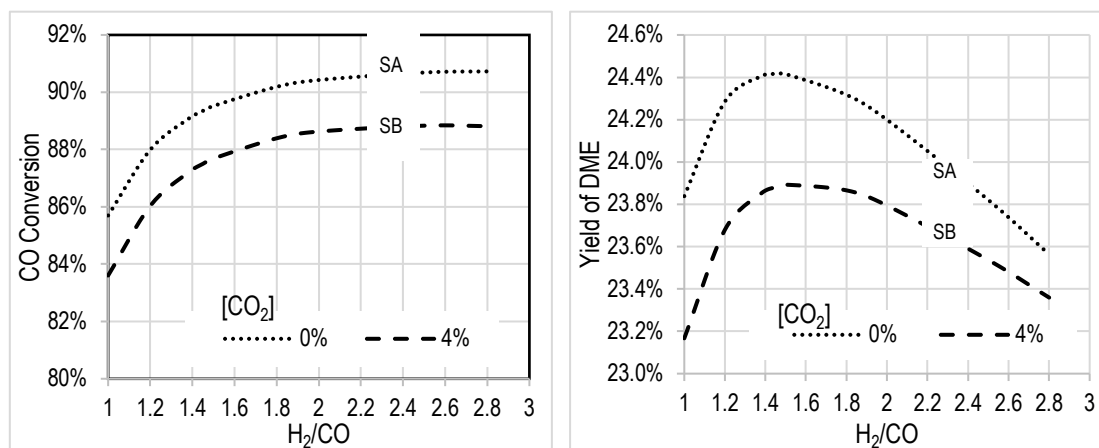 92%
90%
88%
86%
84%
82%
80%
CO Conversion
SA
SB
[CO₂]
0% 4%
1 1.2 1.4 1.6 1.8 2 2.2 2.4 2.6 2.8 3
H₂/CO
24.6%
24.4%
24.2%
24.0%
23.8%
23.6%
23.4%
23.2%
23.0%
Yield of DME
SA
SB
[CO₂]
0% 4%
1 1.2 1.4 1.6 1.8 2 2.2 2.4 2.6 2.8 3
H₂/CO